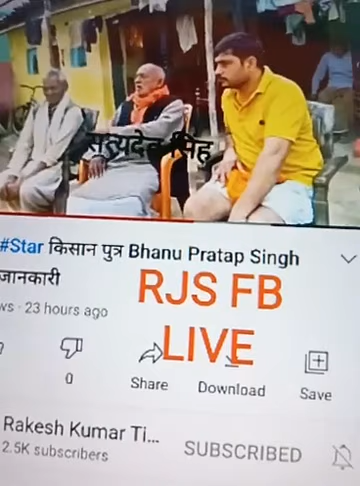 सत्यदेव सिंह
#Star किसान पुत्र Bhanu Pratap Singh
जानकारी
RJS FB
ws · 23 hours ago
LIVE
0
Share
Download
Save
Rakesh Kumar Ti...
2.5K subscribers
SUBSCRIBED